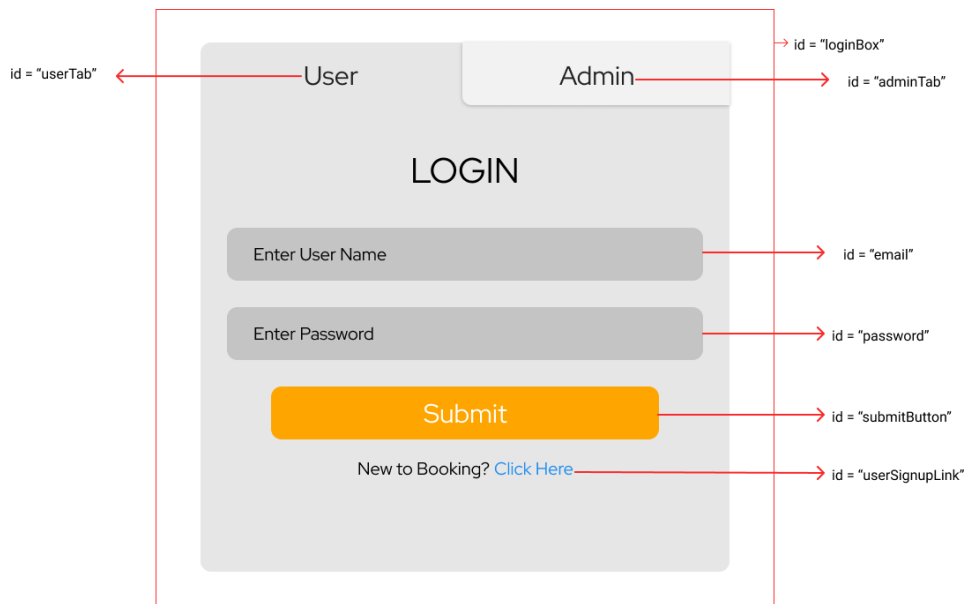 id = “loginBox”
User
Admin
id = “userTab”
id = “adminTab”
LOGIN
Enter User Name
id = “email”
Enter Password
id = “password”
Submit
id = “submitButton”
New to Booking? Click Here
id = “userSignupLink”